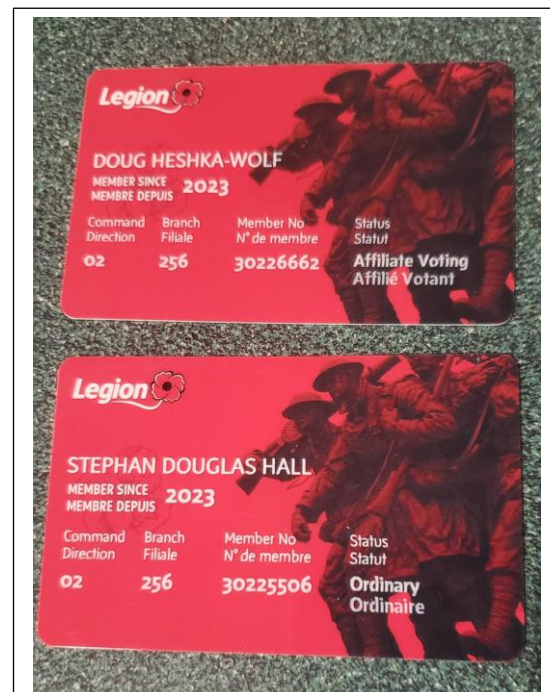 Legion
DOUG HESHKA-WOLF
MEMBER SINCE
MEMBRE DEPUIS 2023
Command Branch Member No Status
Direction Filiale N° de membre Statut
02 256 30226662 Affiliate Voting
Affilié Votant
Legion
STEPHAN DOUGLAS HALL
MEMBER SINCE
MEMBRE DEPUIS 2023
Command Branch Member No Status
Direction Filiale N° de membre Statut
02 256 30225506 Ordinary
Ordinaire